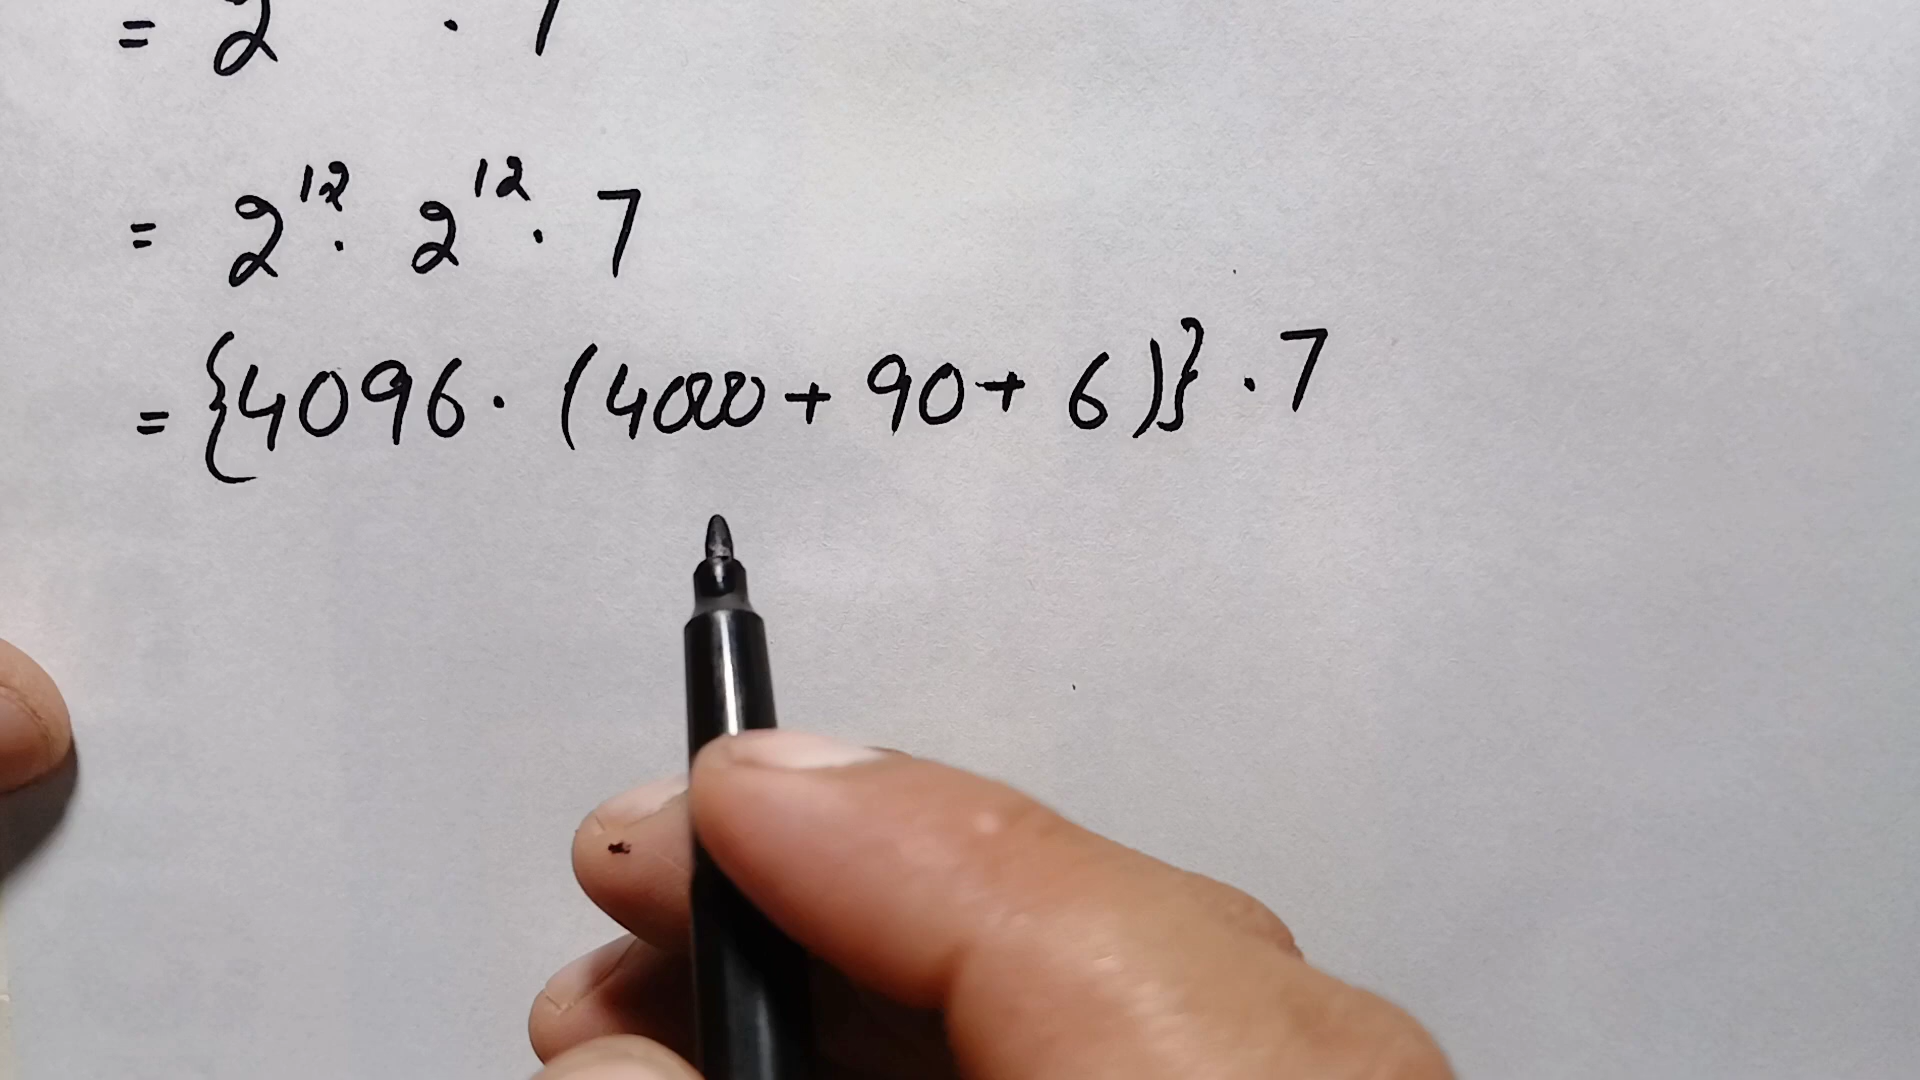 = 2 . 7
= 2¹² . 2¹² . 7
= {4096 . (4000 + 90 + 6)} . 7